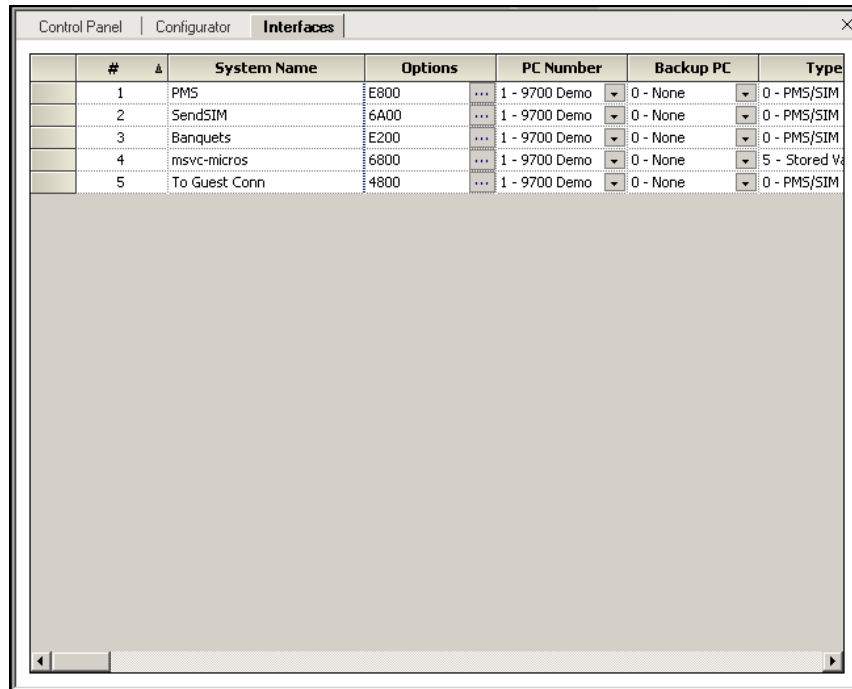 Control Panel Configurator Interfaces
# System Name Options PC Number Backup PC Type
1 PMS E800 ... 1 - 9700 Demo 0 - None 0 - PMS/SIM
2 SendSIM 6A00 ... 1 - 9700 Demo 0 - None 0 - PMS/SIM
3 Banquets E200 ... 1 - 9700 Demo 0 - None 0 - PMS/SIM
4 msvc-micros 6800 ... 1 - 9700 Demo 0 - None 5 - Stored Va
5 To Guest Conn 4800 ... 1 - 9700 Demo 0 - None 0 - PMS/SIM